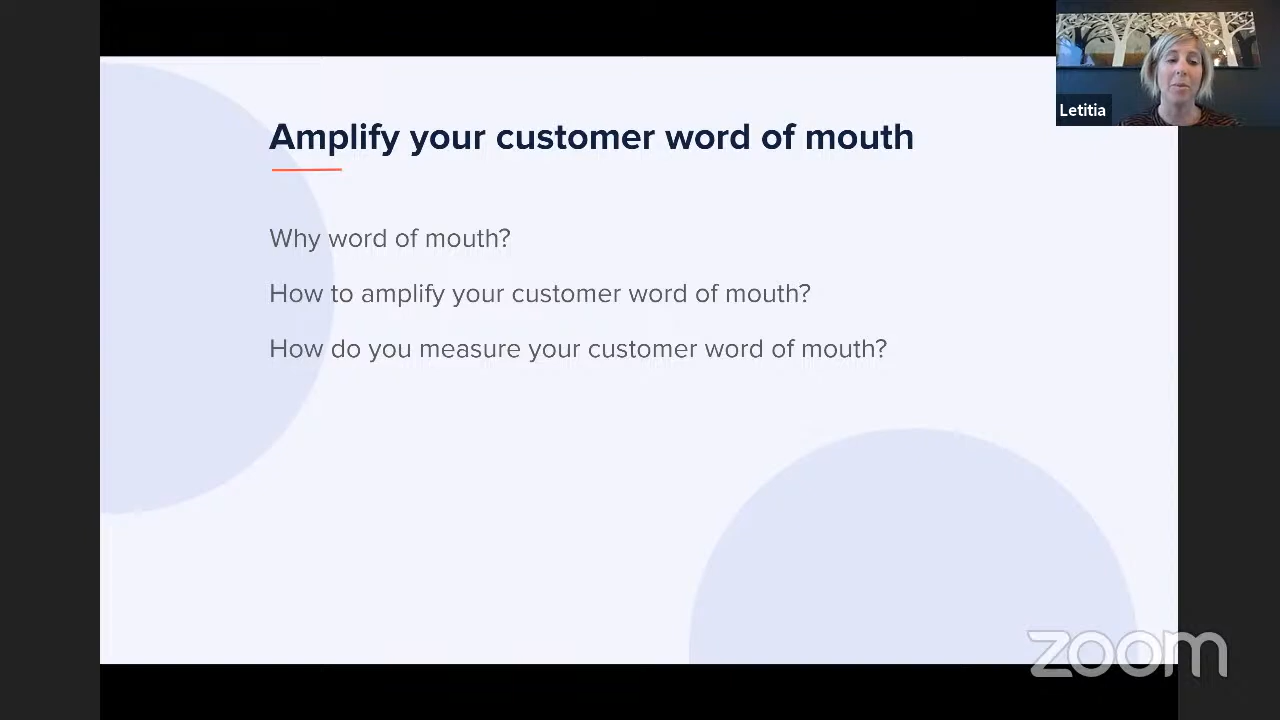 Amplify your customer word of mouth
Why word of mouth?
How to amplify your customer word of mouth?
How do you measure your customer word of mouth?
Letitia
zoom